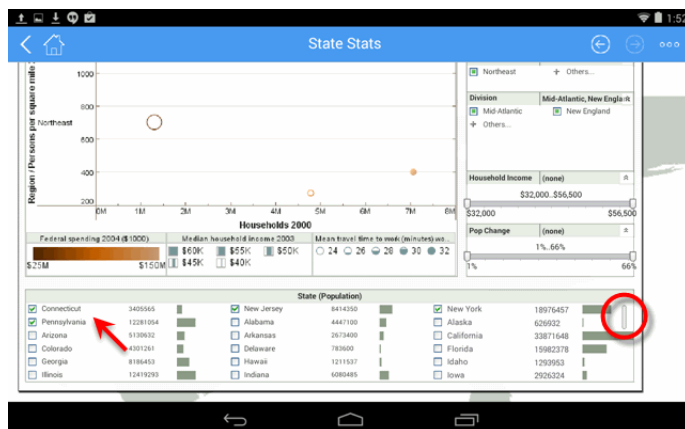 1:52
State Stats
Region / Persons per square mile
1000
800
Northeast
600
400
200
0M 1M 2M 3M 4M 5M 6M 7M 8M
Households 2000
Federal spending 2004 ($1000)
$25M $150M
Median household income 2003
$60K $55K $50K
$45K $40K
Mean travel time to work (minutes) wo...
24 26 28 30 32
Northeast + Others...
Division Mid-Atlantic, New Engla
Mid-Atlantic New England
+ Others...
Household Income (none)
$32,000..$56,500
$32,000 $56,500
Pop Change (none)
1%..66%
1% 66%
State (Population)
Connecticut 3405565 New Jersey 8414350 New York 18976457
Pennsylvania 12281054 Alabama 4447100 Alaska 626932
Arizona 5130632 Arkansas 2673400 California 33871648
Colorado 4301261 Delaware 783600 Florida 15982378
Georgia 8186453 Hawaii 1211537 Idaho 1293953
Illinois 12419293 Indiana 6080485 Iowa 2926324